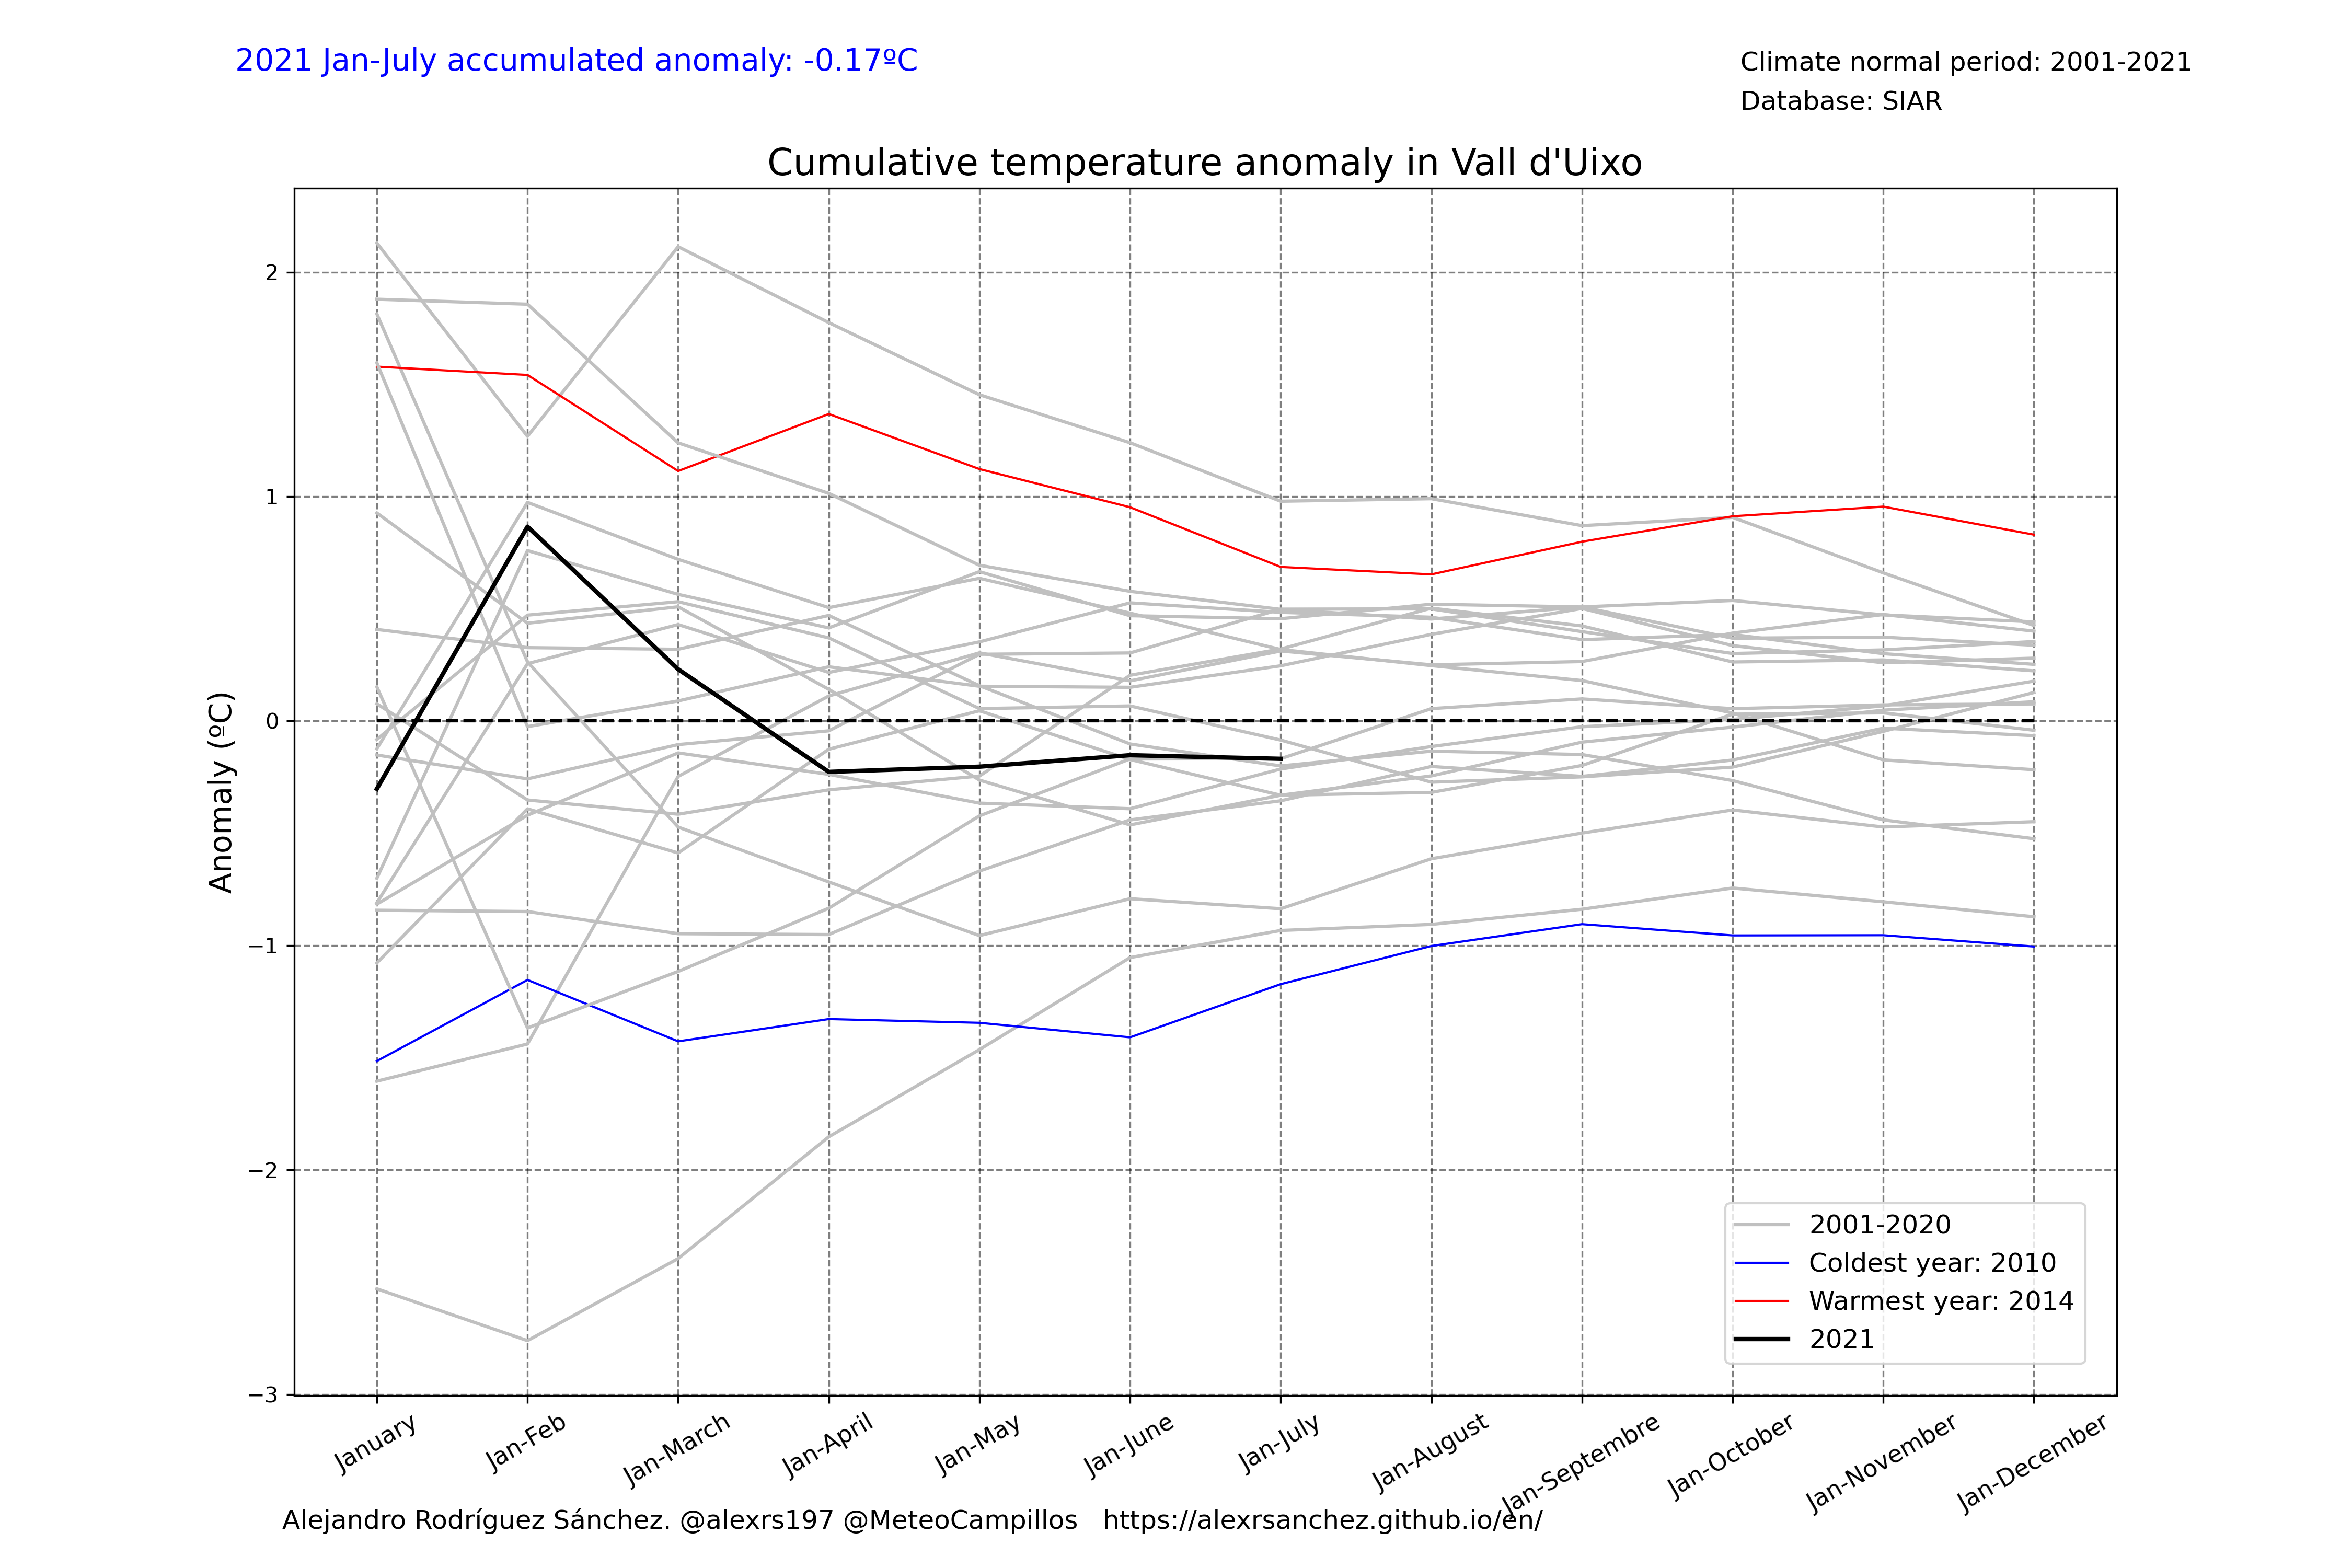 2021 Jan-July accumulated anomaly: -0.17ºC
Climate normal period: 2001-2021
Database: SIAR
Cumulative temperature anomaly in Vall d'Uixo
Anomaly (ºC)
2
1
0
−1
−2
−3
January
Jan-Feb
Jan-March
Jan-April
Jan-May
Jan-June
Jan-July
Jan-August
Jan-Septembre
Jan-October
Jan-November
Jan-December
2001-2020
Coldest year: 2010
Warmest year: 2014
2021
Alejandro Rodríguez Sánchez. @alexrs197 @MeteoCampillos   https://alexrsanchez.github.io/en/